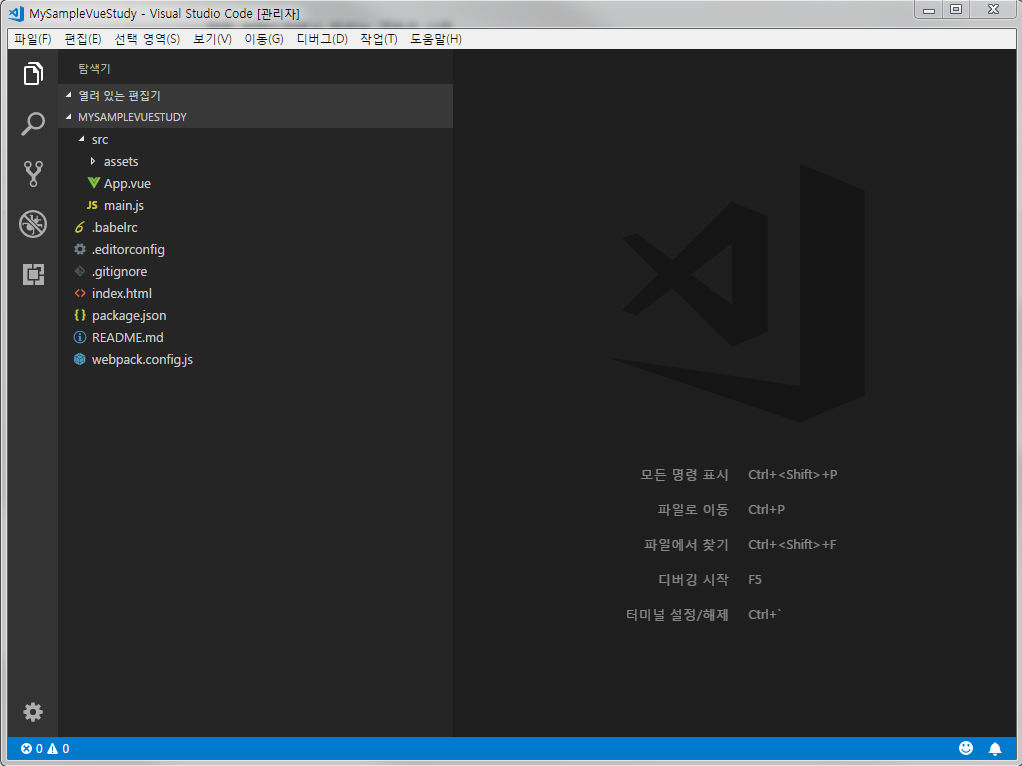 MySampleVueStudy - Visual Studio Code [관리자]
파일(F) 편집(E) 선택 영역(S) 보기(V) 이동(G) 디버그(D) 작업(T) 도움말(H)
탐색기
열려 있는 편집기
MYSAMPLEVUESTUDY
src
assets
App.vue
JS main.js
.babelrc
.editorconfig
.gitignore
index.html
package.json
README.md
webpack.config.js
모든 명령 표시 Ctrl+<Shift>+P
파일로 이동 Ctrl+P
파일에서 찾기 Ctrl+<Shift>+F
디버깅 시작 F5
터미널 설정/해제 Ctrl+`
0 0